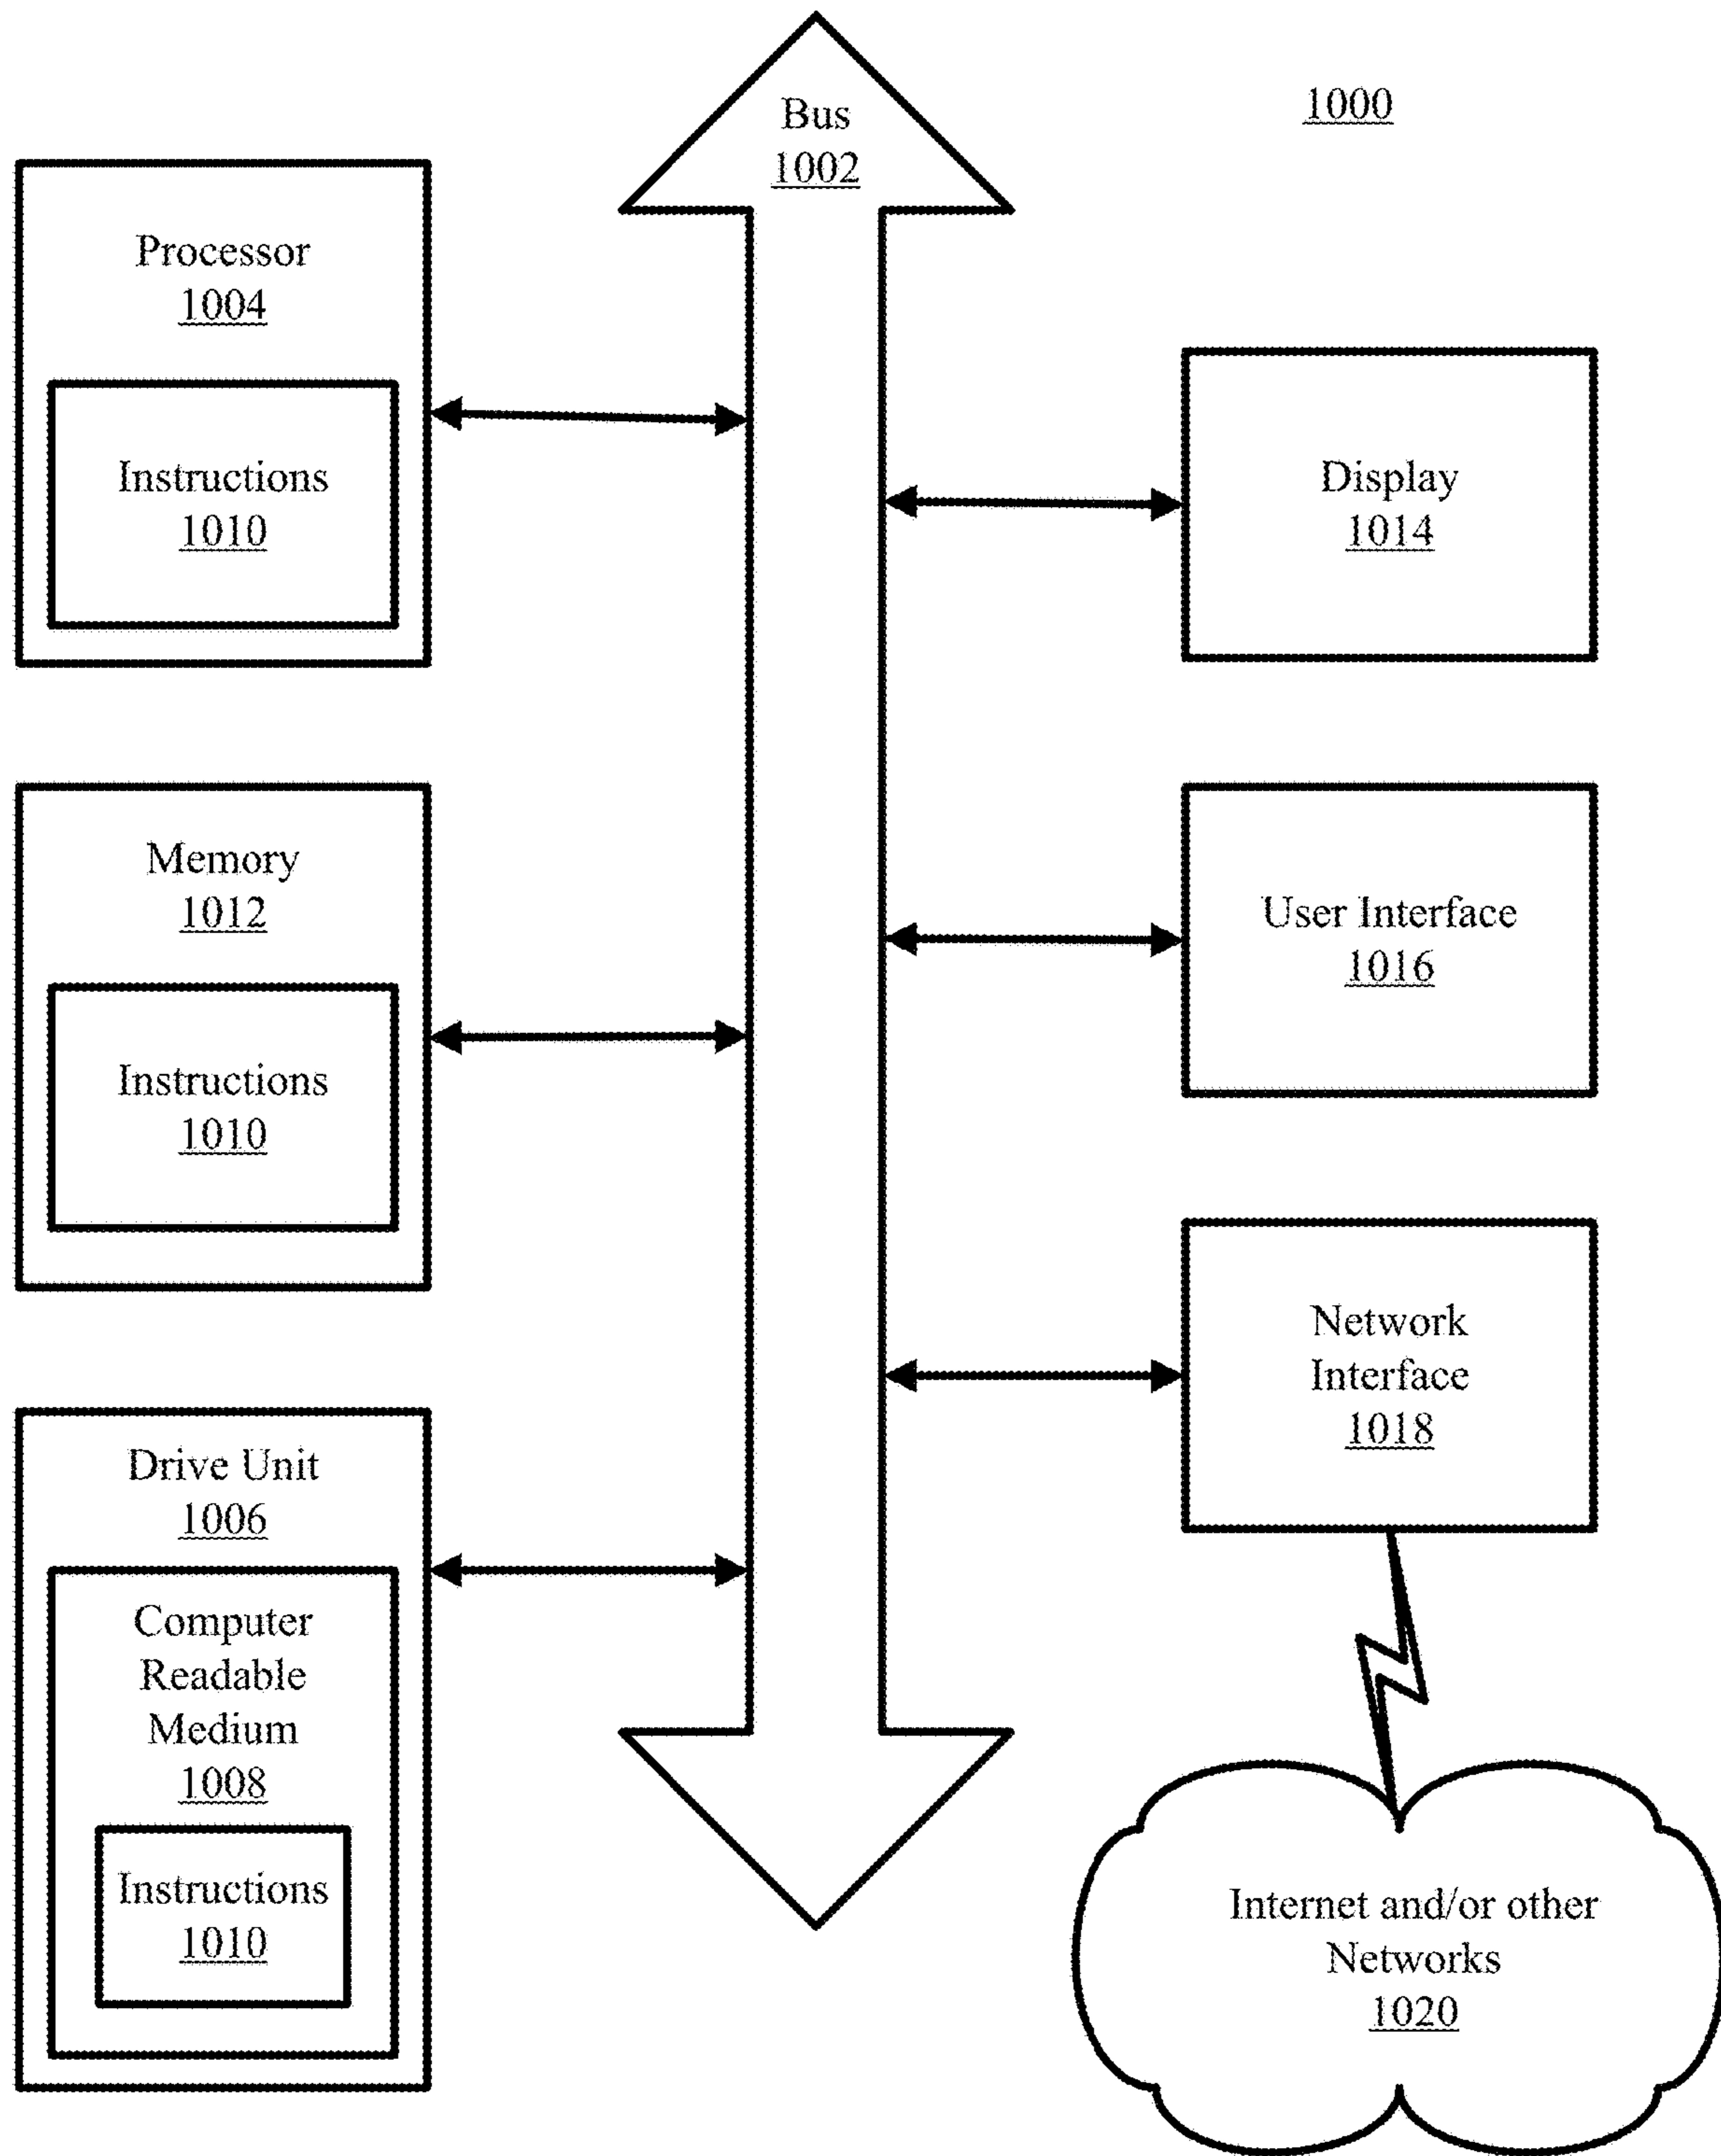 Bus
1002
1000
Processor
1004
Instructions
1010
Display
1014
Memory
1012
Instructions
1010
User Interface
1016
Network
Interface
1018
Drive Unit
1006
Computer
Readable
Medium
1008
Instructions
1010
Internet and/or other
Networks
1020